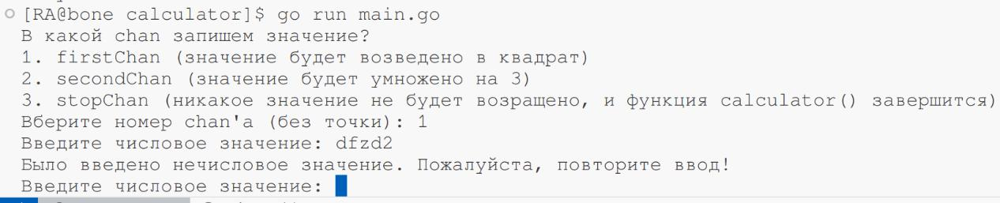 [RA@bone calculator]$ go run main.go
В какой chan запишем значение?
1. firstChan (значение будет возведено в квадрат)
2. secondChan (значение будет умножено на 3)
3. stopChan (никакое значение не будет возращено, и функция calculator() завершится)
Вберите номер chan'а (без точки): 1
Введите числовое значение: dfzd2
Было введено нечисловое значение. Пожалуйста, повторите ввод!
Введите числовое значение: